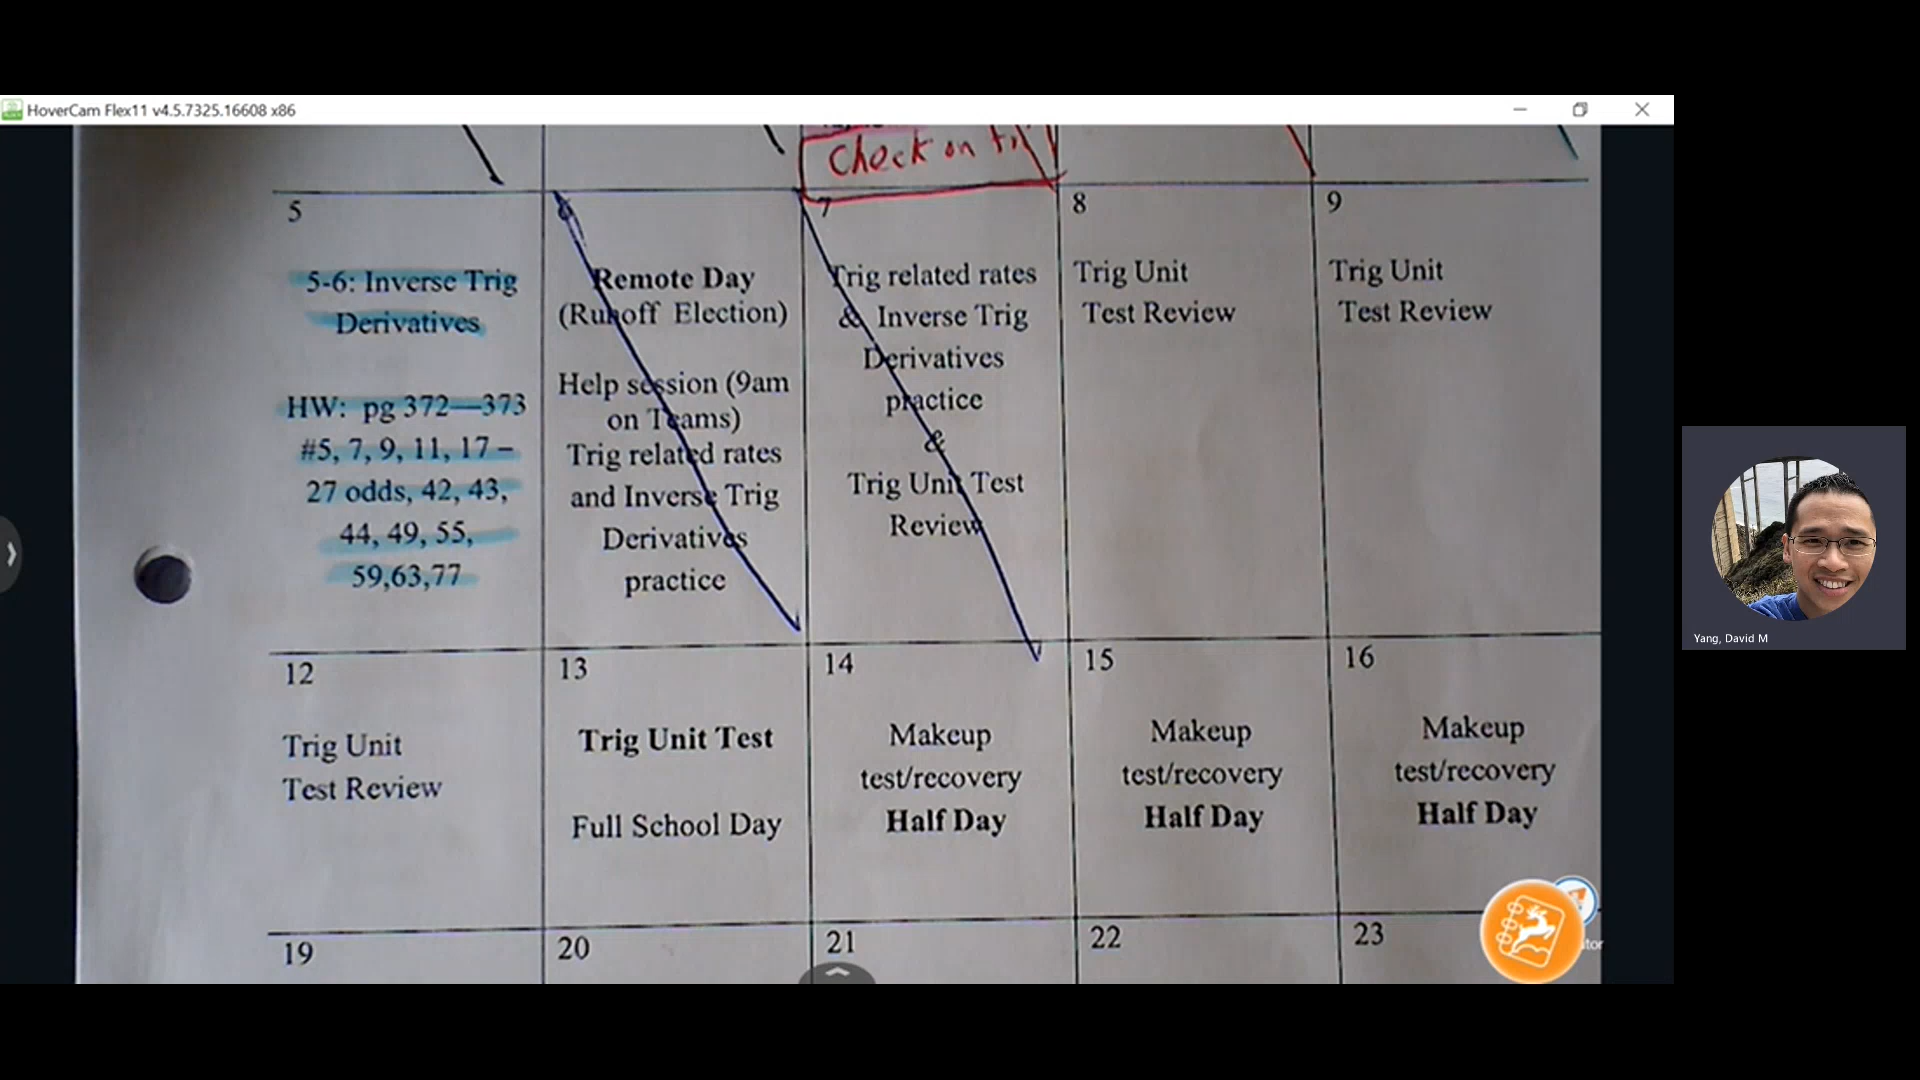 HoverCam Flex11 v4.5.7325.16608 x86
Check on
5
6
7
8
9
5-6: Inverse Trig
Derivatives
HW: pg 372—373
#5, 7, 9, 11, 17 –
27 odds, 42, 43,
44, 49, 55,
59,63,77
Remote Day
(Runoff Election)
Help session (9am
on Teams)
Trig related rates
and Inverse Trig
Derivatives
practice
Trig related rates
& Inverse Trig
Derivatives
practice
&
Trig Unit Test
Review
Trig Unit
Test Review
Trig Unit
Test Review
12
13
14
15
16
Trig Unit
Test Review
Trig Unit Test
Full School Day
Makeup
test/recovery
Half Day
Makeup
test/recovery
Half Day
Makeup
test/recovery
Half Day
19
20
21
22
23
Yang, David M